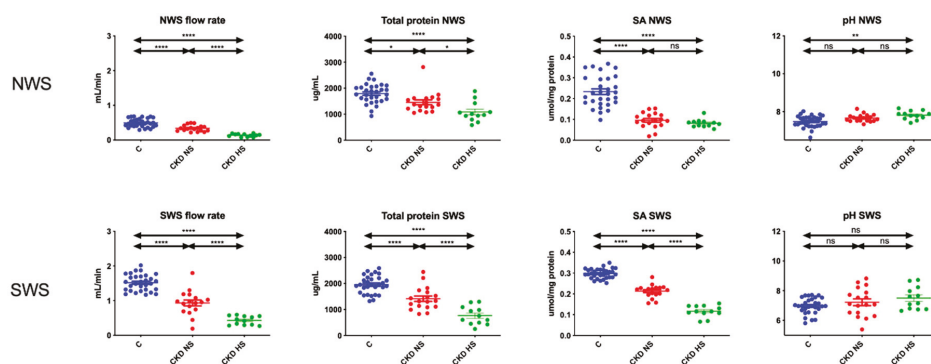 NWS flow rate
****
**** ****
3
2
1
0
mL/min
C
CKD NS
CKD HS
Total protein NWS
****
* *
4000
3000
2000
1000
0
ug/mL
C
CKD NS
CKD HS
SA NWS
****
**** ns
0.5
0.4
0.3
0.2
0.1
0.0
umol/mg protein
C
CKD NS
CKD HS
pH NWS
**
ns ns
12
10
8
C
CKD NS
CKD HS
NWS
SWS flow rate
****
**** ****
3
2
1
0
mL/min
C
CKD NS
CKD HS
Total protein SWS
****
**** ****
4000
3000
2000
1000
0
ug/mL
C
CKD NS
CKD HS
SA SWS
****
**** ****
0.5
0.4
0.3
0.2
0.1
0.0
umol/mg protein
C
CKD NS
CKD HS
pH SWS
ns
ns ns
12
10
8
6
C
CKD NS
CKD HS
SWS